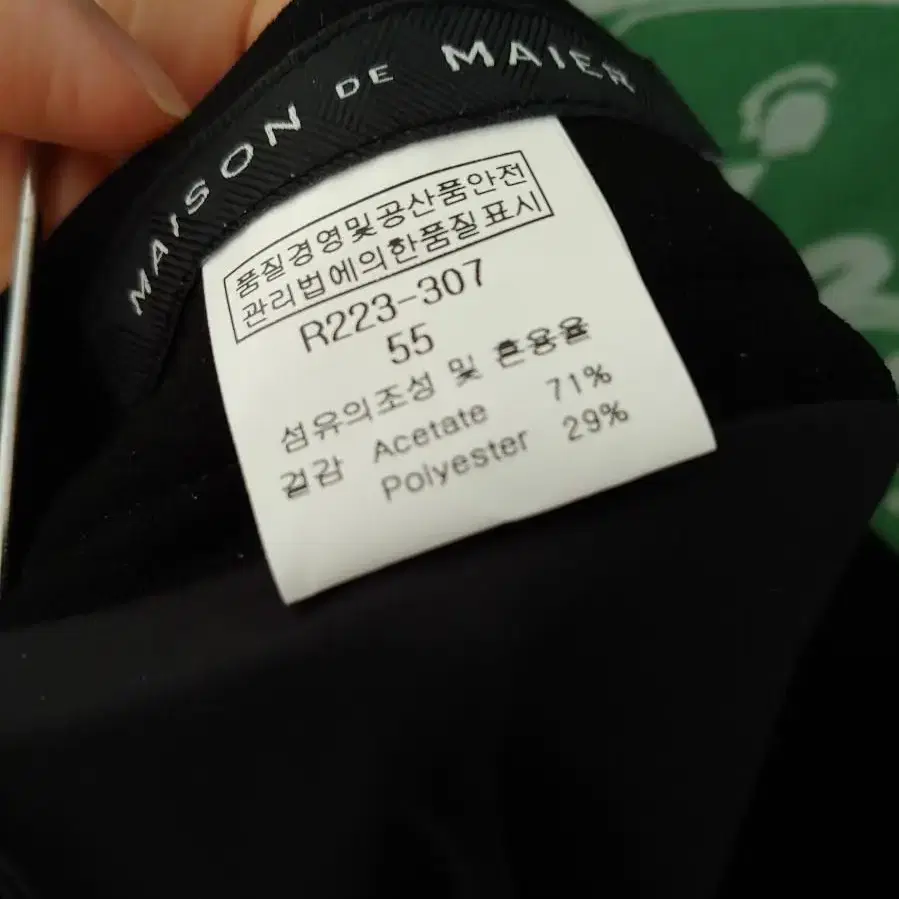 MAISON DE MAIER
품질경영및공산품안전
관리법에의한품질표시
R223-307
55
섬유의조성 및 혼용율
겉감 Acetate 71%
Polyester 29%